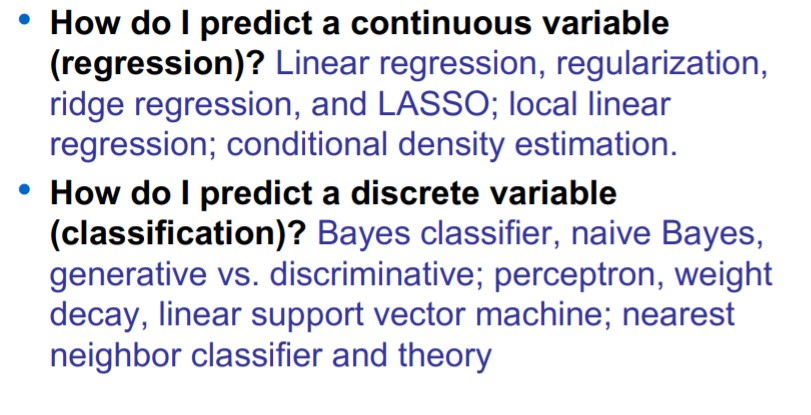 • How do I predict a continuous variable
(regression)? Linear regression, regularization,
ridge regression, and LASSO; local linear
regression; conditional density estimation.
• How do I predict a discrete variable
(classification)? Bayes classifier, naive Bayes,
generative vs. discriminative; perceptron, weight
decay, linear support vector machine; nearest
neighbor classifier and theory